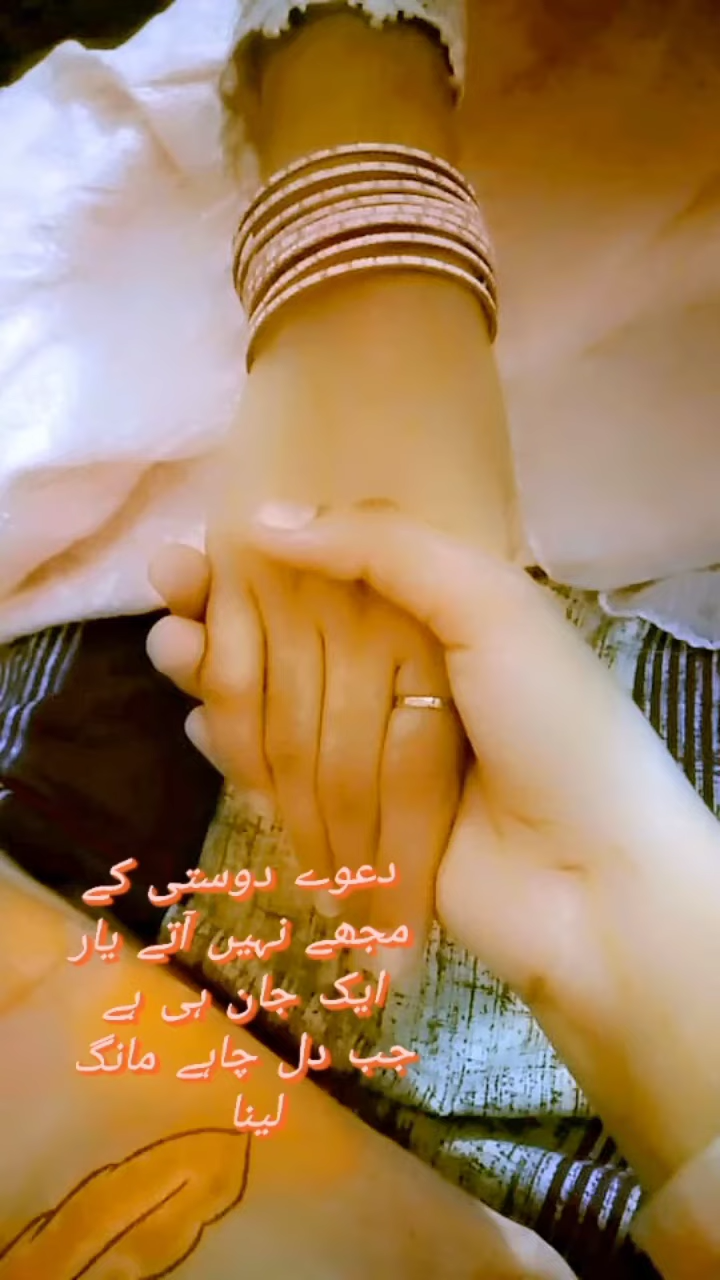 دعوے دوستی کے
مجھے نہیں آتے یار
ایک جان ہی ہے
جب دل چاہے مانگ
لینا